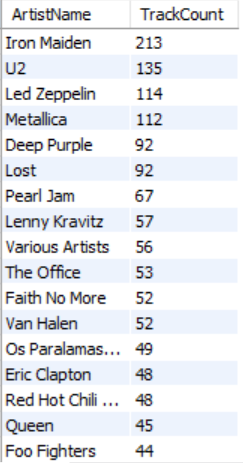 ArtistName TrackCount
Iron Maiden 213
U2 135
Led Zeppelin 114
Metallica 112
Deep Purple 92
Lost 92
Pearl Jam 67
Lenny Kravitz 57
Various Artists 56
The Office 53
Faith No More 52
Van Halen 52
Os Paralamas... 49
Eric Clapton 48
Red Hot Chili ... 48
Queen 45
Foo Fighters 44